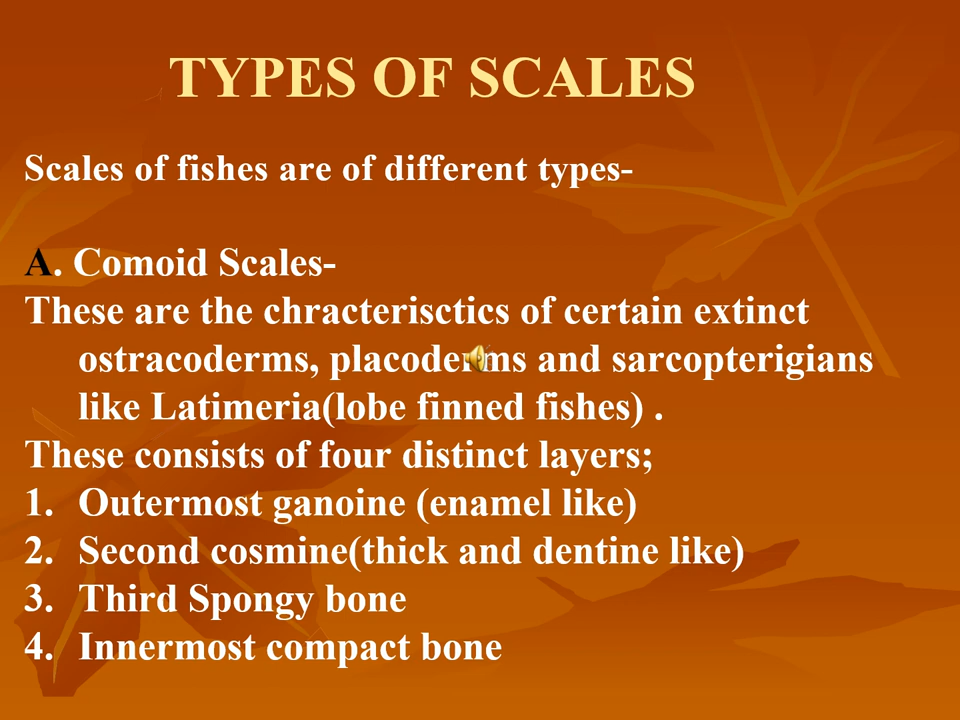 TYPES OF SCALES
Scales of fishes are of different types-
A. Comoid Scales-
These are the chracterisctics of certain extinct
ostracoderms, placoderms and sarcopterigians
like Latimeria(lobe finned fishes) .
These consists of four distinct layers;
1. Outermost ganoine (enamel like)
2. Second cosmine(thick and dentine like)
3. Third Spongy bone
4. Innermost compact bone